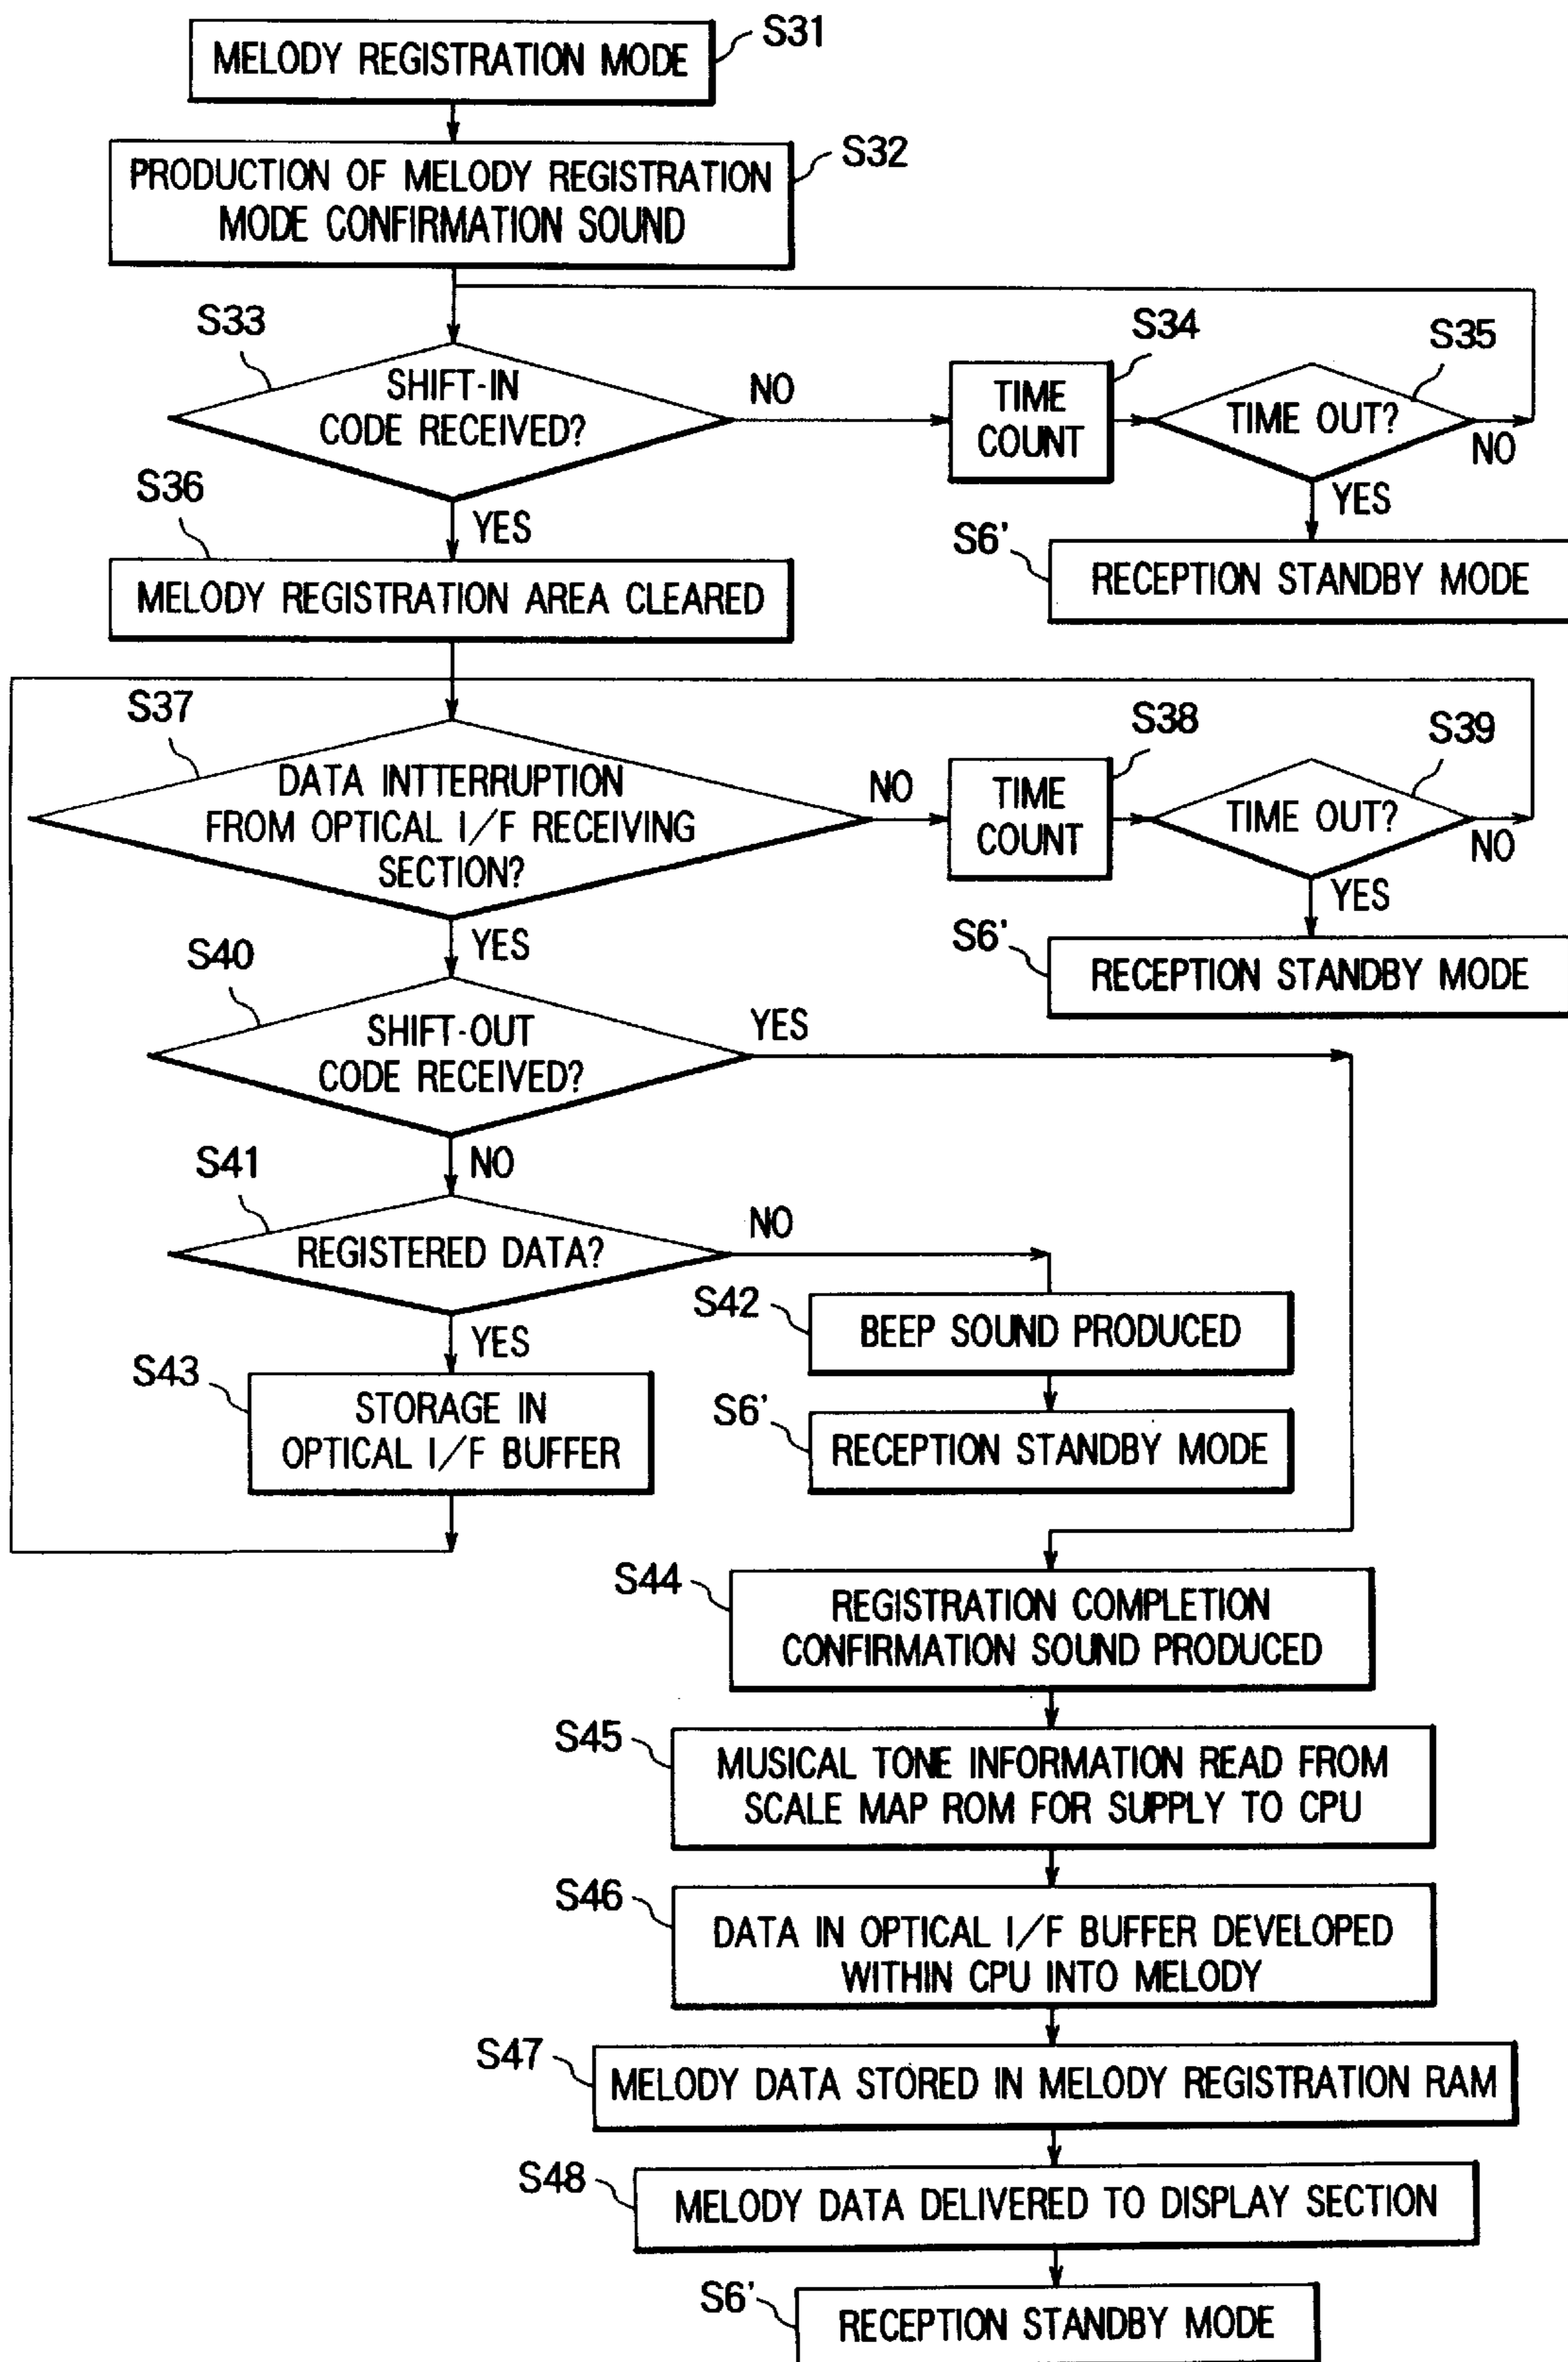 S31
MELODY REGISTRATION MODE
S32
PRODUCTION OF MELODY REGISTRATION
MODE CONFIRMATION SOUND
S33
SHIFT-IN
CODE RECEIVED?
NO
S34
TIME
COUNT
S35
TIME OUT?
NO
YES
S6'
RECEPTION STANDBY MODE
YES
S36
MELODY REGISTRATION AREA CLEARED
S37
DATA INTTERRUPTION
FROM OPTICAL I/F RECEIVING
SECTION?
NO
S38
TIME
COUNT
S39
TIME OUT?
NO
YES
S6'
RECEPTION STANDBY MODE
YES
S40
SHIFT-OUT
CODE RECEIVED?
YES
NO
S41
REGISTERED DATA?
NO
S42
BEEP SOUND PRODUCED
S6'
RECEPTION STANDBY MODE
YES
S43
STORAGE IN
OPTICAL I/F BUFFER
S44
REGISTRATION COMPLETION
CONFIRMATION SOUND PRODUCED
S45
MUSICAL TONE INFORMATION READ FROM
SCALE MAP ROM FOR SUPPLY TO CPU
S46
DATA IN OPTICAL I/F BUFFER DEVELOPED
WITHIN CPU INTO MELODY
S47
MELODY DATA STORED IN MELODY REGISTRATION RAM
S48
MELODY DATA DELIVERED TO DISPLAY SECTION
S6'
RECEPTION STANDBY MODE